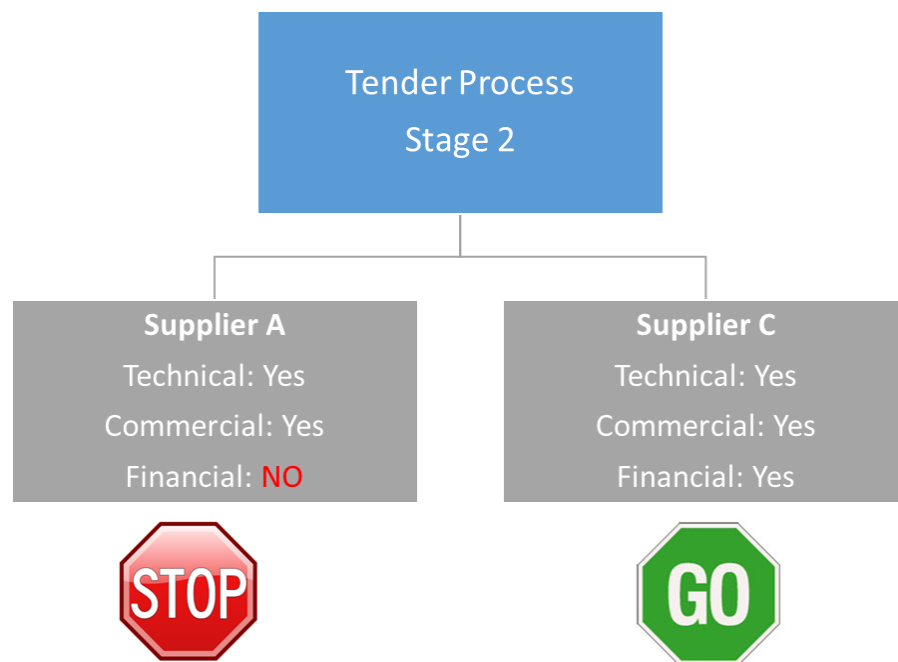 Tender Process
Stage 2
Supplier A
Technical: Yes
Commercial: Yes
Financial: NO
STOP
Supplier C
Technical: Yes
Commercial: Yes
Financial: Yes
GO